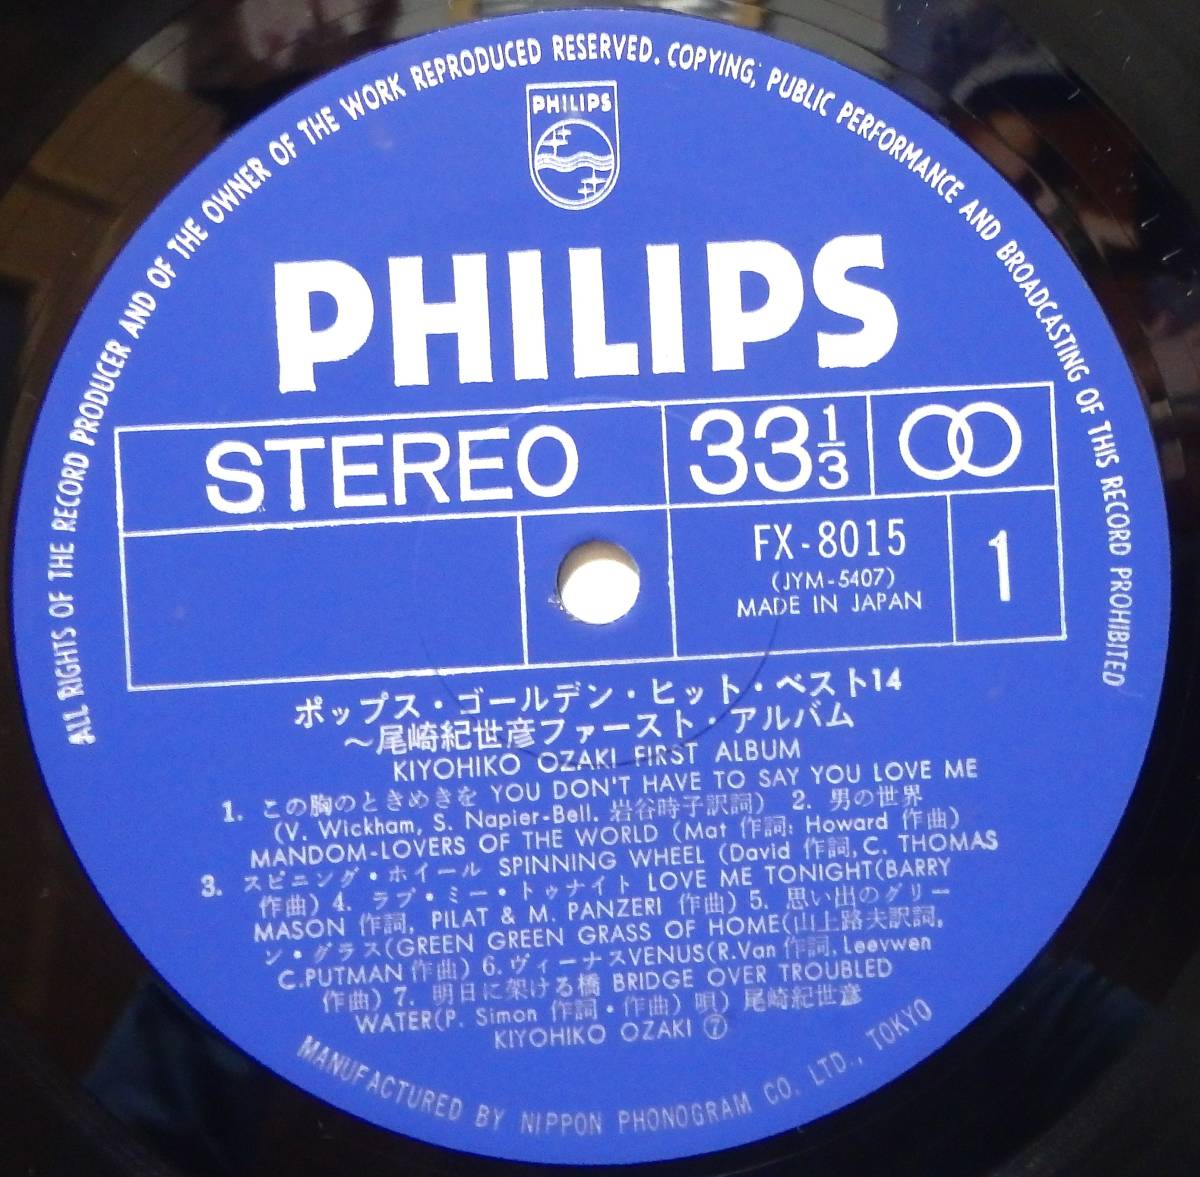 ALL RIGHTS OF THE RECORD PRODUCER AND OF THE OWNER OF THE WORK REPRODUCED RESERVED. COPYING, PUBLIC PERFORMANCE AND BROADCASTING OF THIS RECORD PROHIBITED
PHILIPS
PHILIPS
STEREO
33 1/3
FX-8015
(JYM-5407)
MADE IN JAPAN
1
ポップス・ゴールデン・ヒット・ベスト14
〜尾崎紀世彦ファースト・アルバム
KIYOHIKO OZAKI FIRST ALBUM
1. この胸のときめきを YOU DON'T HAVE TO SAY YOU LOVE ME
(V. Wickham, S. Napier-Bell. 岩谷時子訳詞) 2. 男の世界
MANDOM-LOVERS OF THE WORLD (Mat 作詞: Howard 作曲)
3. スピニング・ホイール SPINNING WHEEL (David 作詞, C. THOMAS
作曲) 4. ラブ・ミー・トゥナイト LOVE ME TONIGHT(BARRY
MASON 作詞, PILAT & M. PANZERI 作曲) 5. 思い出のグリー
ン・グラス(GREEN GREEN GRASS OF HOME(山上路夫訳詞,
C.PUTMAN 作曲) 6. ヴィーナスVENUS(R.Van 作詞, Leevwen
作曲) 7. 明日に架ける橋 BRIDGE OVER TROUBLED
WATER(P. Simon 作詞・作曲) 唄) 尾崎紀世彦
KIYOHIKO OZAKI ⑦
MANUFACTURED BY NIPPON PHONOGRAM CO. LTD., TOKYO